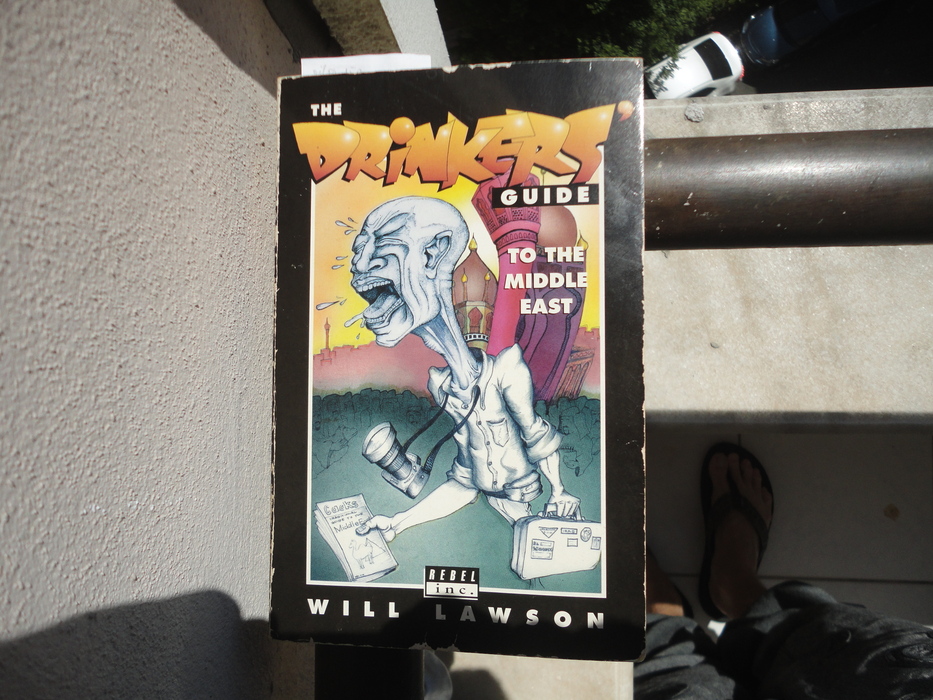 THE
DRINKERS'
GUIDE
TO THE
MIDDLE
EAST
REBEL
inc.
WILL LAWSON